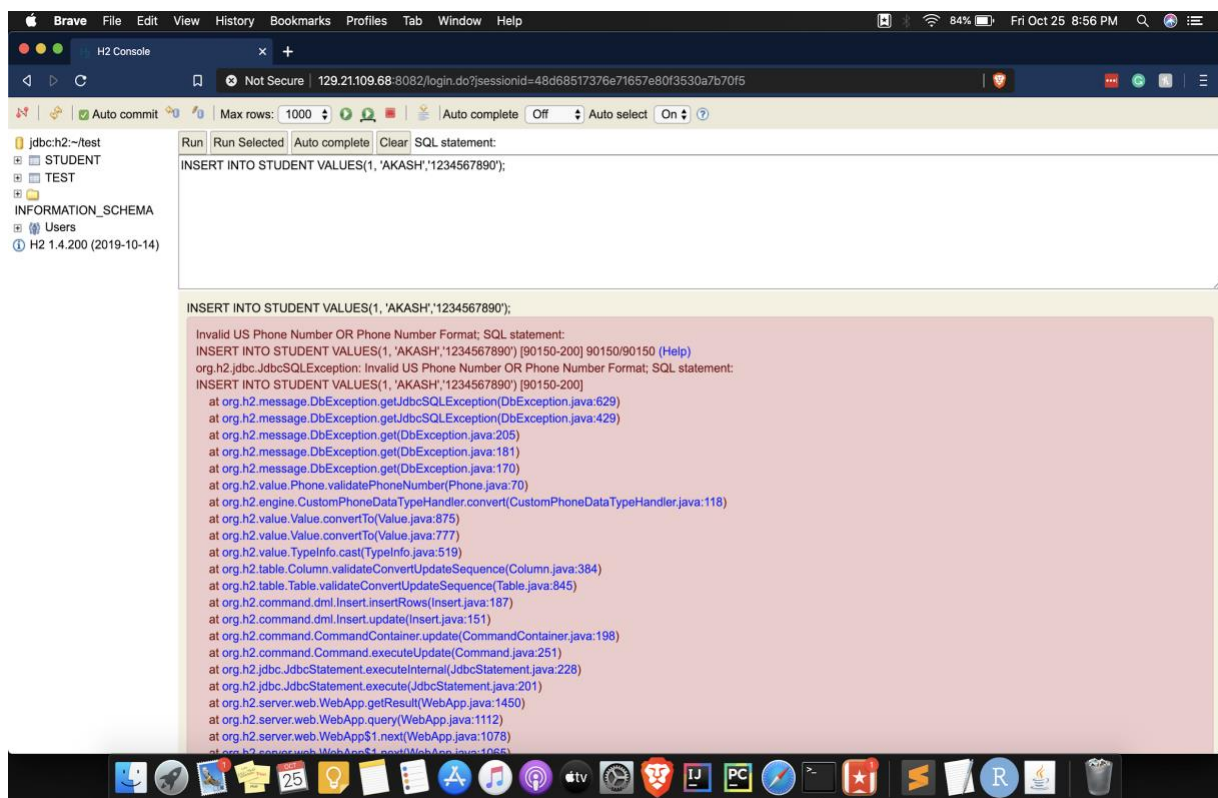 Brave File Edit View History Bookmarks Profiles Tab Window Help 84% Fri Oct 25 8:56 PM
H2 Console
Not Secure 129.21.109.68:8082/login.do?jsessionid=48d68517376e71657e80f3530a7b70f5
Auto commit Max rows: 1000 Auto complete Off Auto select On
jdbc:h2:~/test
STUDENT
TEST
INFORMATION_SCHEMA
Users
H2 1.4.200 (2019-10-14)
Run Run Selected Auto complete Clear SQL statement:
INSERT INTO STUDENT VALUES(1, 'AKASH','1234567890');
INSERT INTO STUDENT VALUES(1, 'AKASH','1234567890');
Invalid US Phone Number OR Phone Number Format; SQL statement:
INSERT INTO STUDENT VALUES(1, 'AKASH','1234567890') [90150-200] 90150/90150 (Help)
org.h2.jdbc.JdbcSQLException: Invalid US Phone Number OR Phone Number Format; SQL statement:
INSERT INTO STUDENT VALUES(1, 'AKASH','1234567890') [90150-200]
at org.h2.message.DbException.getJdbcSQLException(DbException.java:629)
at org.h2.message.DbException.getJdbcSQLException(DbException.java:429)
at org.h2.message.DbException.get(DbException.java:205)
at org.h2.message.DbException.get(DbException.java:181)
at org.h2.message.DbException.get(DbException.java:170)
at org.h2.value.Phone.validatePhoneNumber(Phone.java:70)
at org.h2.engine.CustomPhoneDataTypeHandler.convert(CustomPhoneDataTypeHandler.java:118)
at org.h2.value.Value.convertTo(Value.java:875)
at org.h2.value.Value.convertTo(Value.java:777)
at org.h2.value.TypeInfo.cast(TypeInfo.java:519)
at org.h2.table.Column.validateConvertUpdateSequence(Column.java:384)
at org.h2.table.Table.validateConvertUpdateSequence(Table.java:845)
at org.h2.command.dml.Insert.insertRows(Insert.java:187)
at org.h2.command.dml.Insert.update(Insert.java:151)
at org.h2.command.CommandContainer.update(CommandContainer.java:198)
at org.h2.command.Command.executeUpdate(Command.java:251)
at org.h2.jdbc.JdbcStatement.executeInternal(JdbcStatement.java:228)
at org.h2.jdbc.JdbcStatement.execute(JdbcStatement.java:201)
at org.h2.server.web.WebApp.getResult(WebApp.java:1450)
at org.h2.server.web.WebApp.query(WebApp.java:1112)
at org.h2.server.web.WebApp$1.next(WebApp.java:1078)
at org.h2.server.web.WebApp$1.next(WebApp.java:1065)
OCT
25
tv
IJ
PC
R